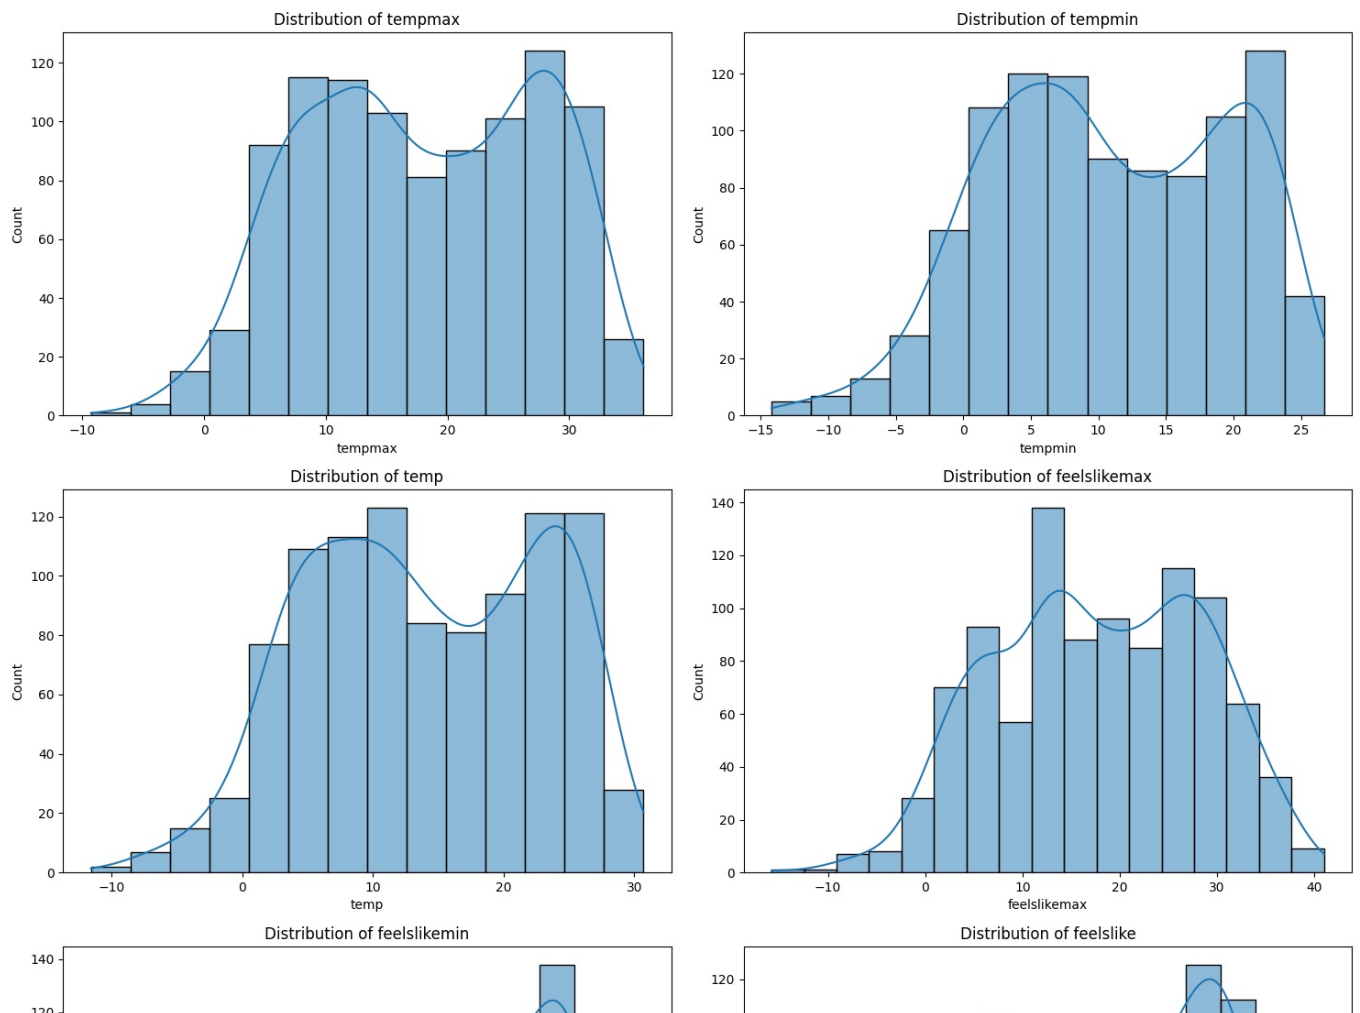 Distribution of tempmax
120
100
80
60
40
20
0
Count
−10 0 10 20 30
tempmax
Distribution of tempmin
120
100
80
60
40
20
0
Count
−15 −10 −5 0 5 10 15 20 25
tempmin
Distribution of temp
120
100
80
60
40
20
0
Count
−10 0 10 20 30
temp
Distribution of feelslikemax
140
120
100
80
60
40
20
0
Count
−10 0 10 20 30 40
feelslikemax
Distribution of feelslikemin
140
120
Distribution of feelslike
120